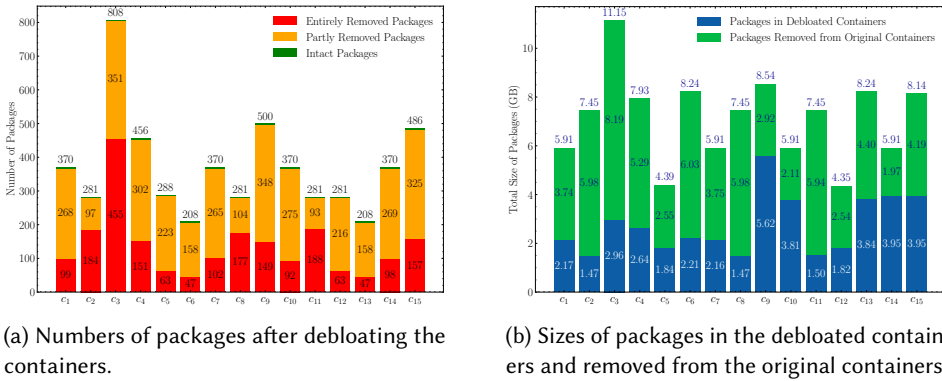 808
800
Entirely Removed Packages
Partly Removed Packages
Intact Packages
700
600
500
400
300
200
100
0
Number of Packages
370 281 456 288 208 370 281 500 370 281 281 208 370 486
268 97 351 302 223 158 265 104 348 275 93 216 158 269 325
99 184 455 151 63 47 102 177 149 92 188 63 47 98 157
c1 c2 c3 c4 c5 c6 c7 c8 c9 c10 c11 c12 c13 c14 c15
(a) Numbers of packages after debloating the
containers.
11.15
Packages in Debloated Containers
Packages Removed from Original Containers
10
8
6
4
2
0
Total Size of Packages (GB)
5.91 7.45 7.93 4.39 8.24 5.91 7.45 8.54 5.91 7.45 4.35 8.24 5.91 8.14
3.74 5.98 8.19 5.29 2.55 6.03 3.75 5.98 2.92 2.11 5.94 2.54 4.40 1.97 4.19
2.17 1.47 2.96 2.64 1.84 2.21 2.16 1.47 5.62 3.81 1.50 1.82 3.84 3.95 3.95
c1 c2 c3 c4 c5 c6 c7 c8 c9 c10 c11 c12 c13 c14 c15
(b) Sizes of packages in the debloated contain
ers and removed from the original containers